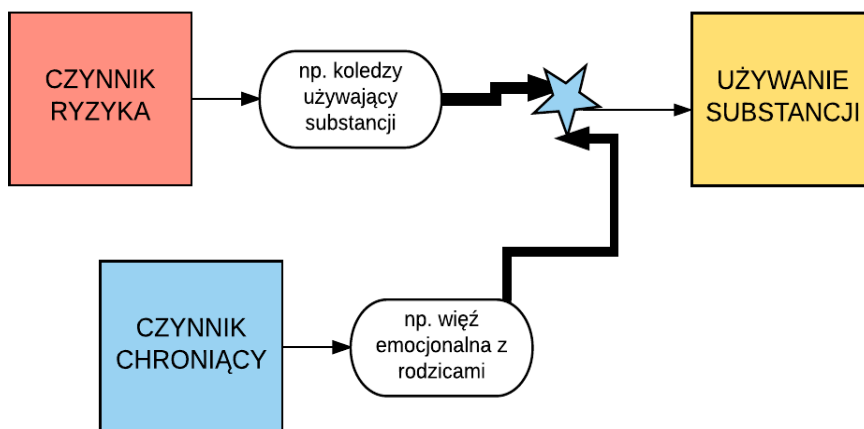 CZYNNIK
RYZYKA
np. koledzy
używający
substancji
UŻYWANIE
SUBSTANCJI
CZYNNIK
CHRONIĄCY
np. więź
emocjonalna z
rodzicami